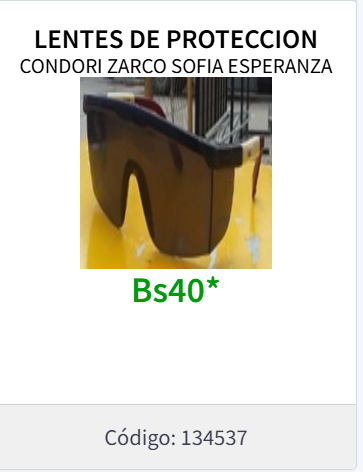 LENTES DE PROTECCION
CONDORI ZARCO SOFIA ESPERANZA
Bs40*
Código: 134537